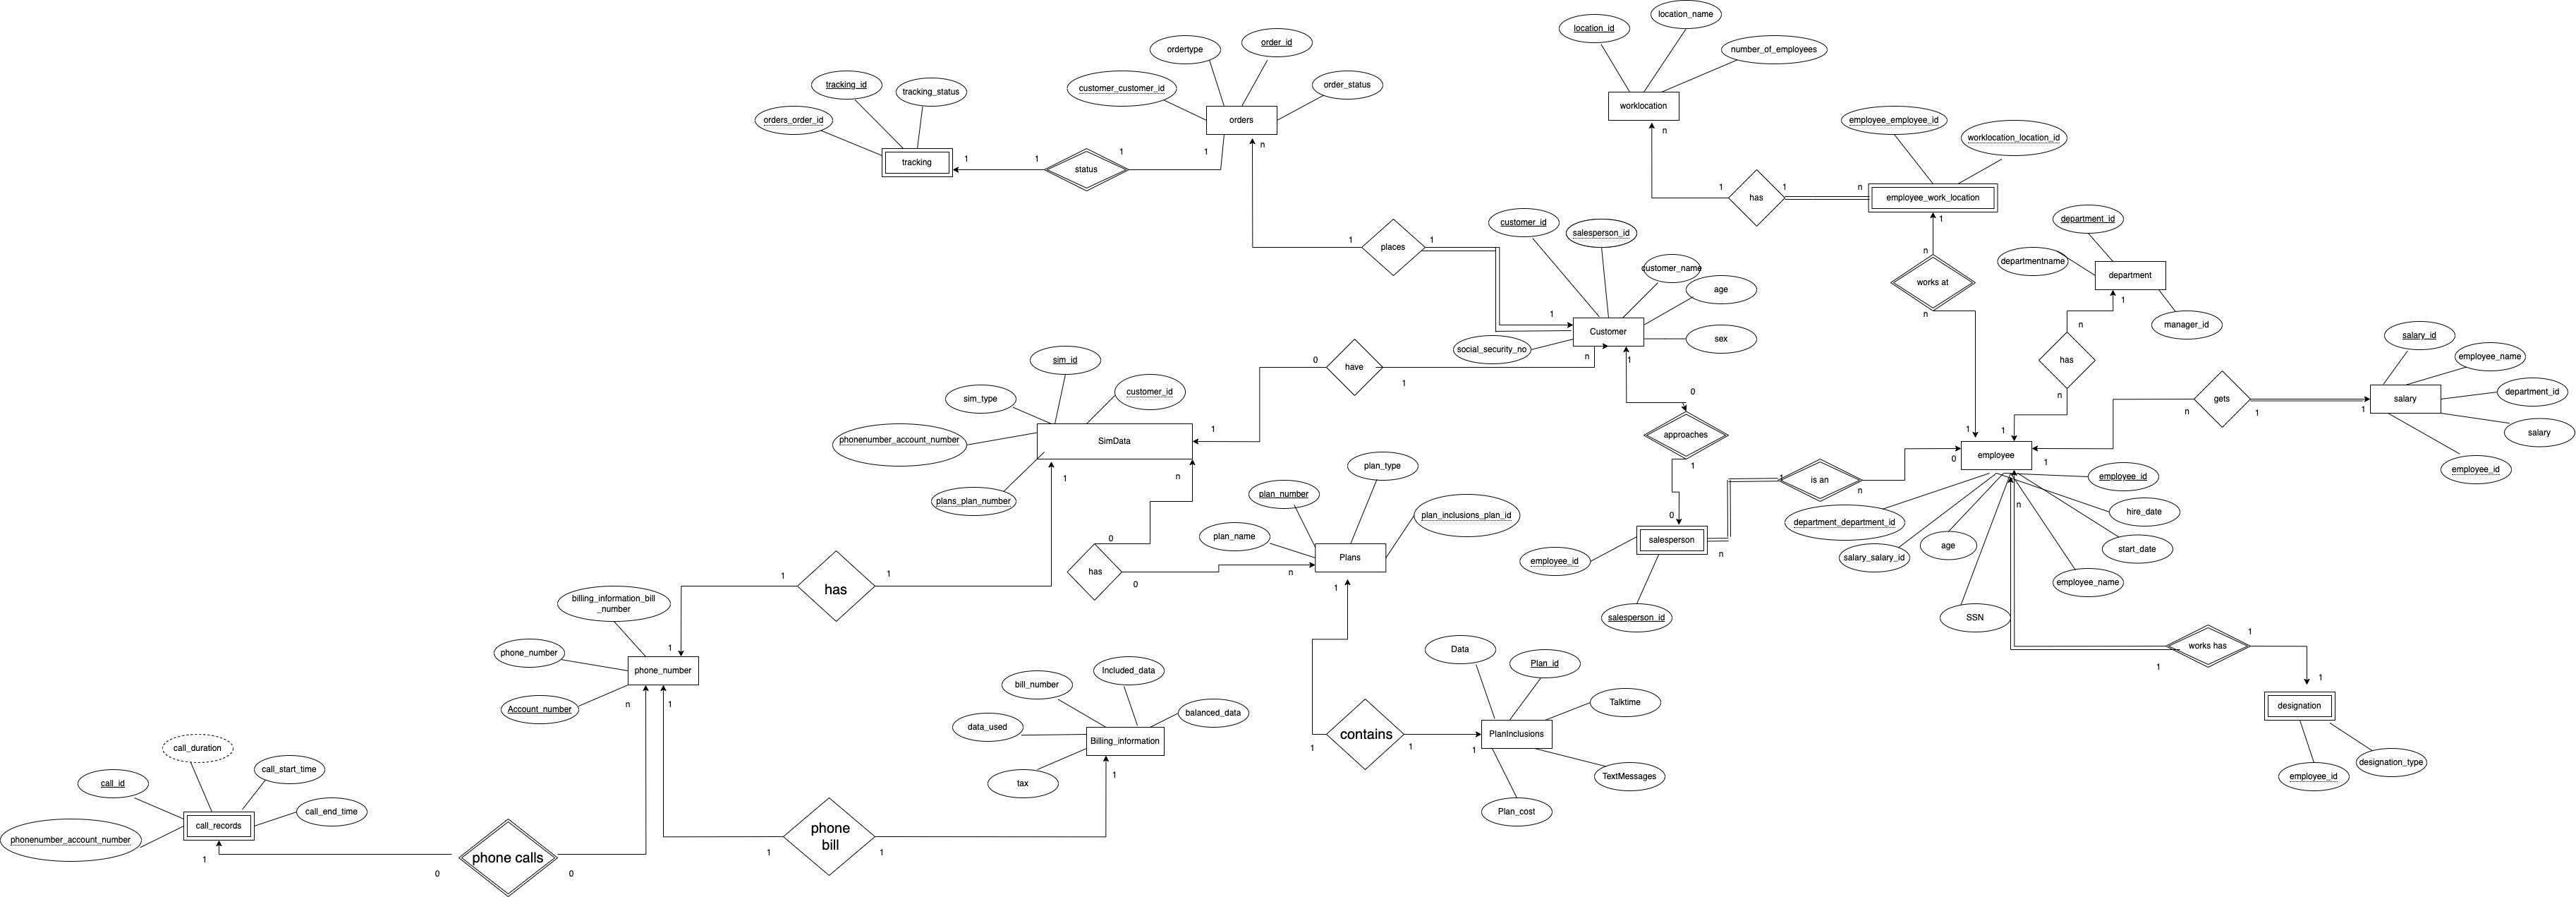 location_name
location_id
number_of_employees
worklocation
n
order_id
ordertype
order_status
customer_customer_id
orders
tracking_id
tracking_status
orders_order_id
tracking
1
1
status
1
1
n
employee_employee_id
worklocation_location_id
1
has
1
n
employee_work_location
1
n
works at
n
1
department_id
departmentname
department
1
manager_id
n
has
n
1
1
places
1
1
customer_id
salesperson_id
customer_name
age
sex
Customer
social_security_no
n
1
0
have
1
1
sim_id
sim_type
customer_id
phonenumber_account_number
SimData
plans_plan_number
1
n
0
approaches
1
0
salary_id
employee_name
department_id
salary
salary
employee_id
gets
n
1
1
employee
0
1
1
is an
n
employee_id
hire_date
department_department_id
salary_salary_id
age
start_date
employee_name
SSN
n
salesperson
n
employee_id
salesperson_id
plan_type
plan_number
plan_inclusions_plan_id
plan_name
Plans
n
1
0
has
0
1
has
1
billing_information_bill
_number
phone_number
1
phone_number
Account_number
n
1
works has
1
1
1
designation
employee_id
designation_type
Data
Plan_id
Talktime
PlanInclusions
TextMessages
Plan_cost
1
contains
1
1
Included_data
bill_number
balanced_data
data_used
Billing_information
tax
1
call_duration
call_start_time
call_id
call_end_time
call_records
phonenumber_account_number
1
0
phone calls
0
1
phone
bill
1